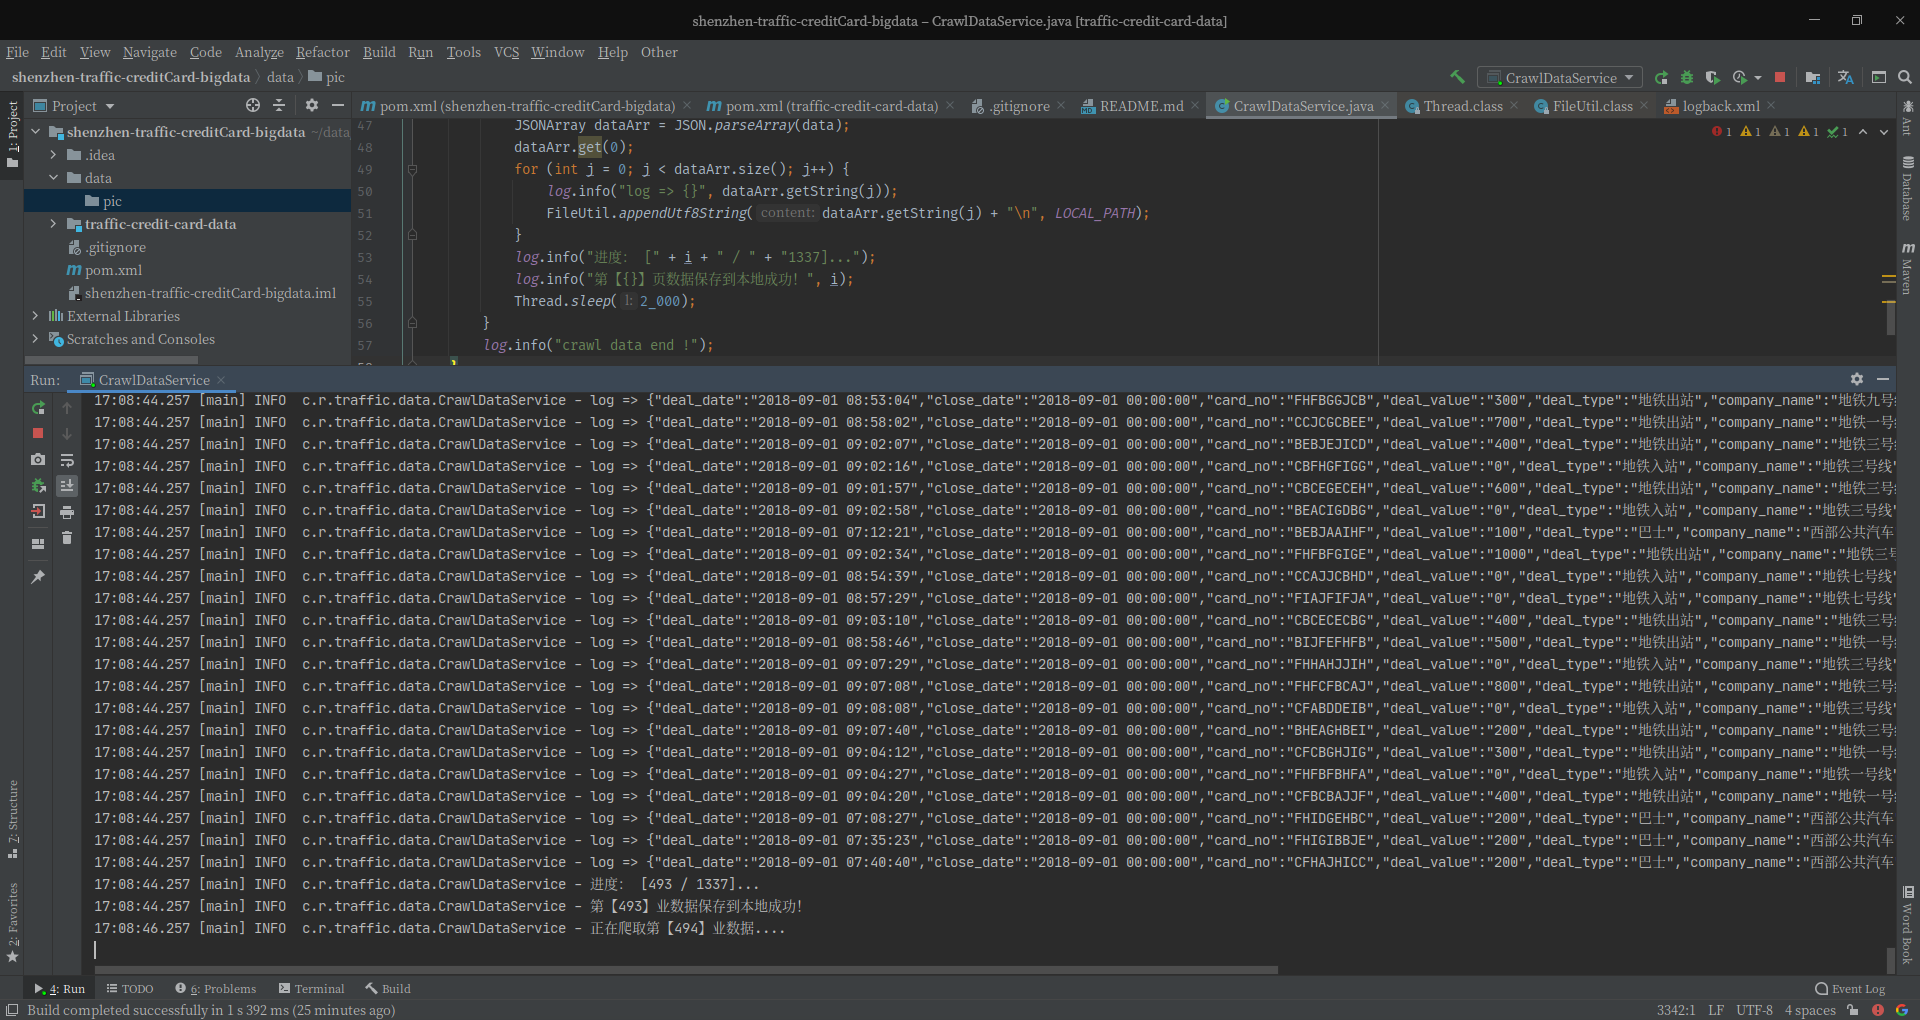 shenzhen-traffic-creditCard-bigdata – CrawlDataService.java [traffic-credit-card-data]
File Edit View Navigate Code Analyze Refactor Build Run Tools VCS Window Help Other
shenzhen-traffic-creditCard-bigdata data pic
CrawlDataService
Project
pom.xml (shenzhen-traffic-creditCard-bigdata) pom.xml (traffic-credit-card-data) .gitignore README.md CrawlDataService.java Thread.class FileUtil.class logback.xml
1: Project
shenzhen-traffic-creditCard-bigdata ~/data
.idea
data
pic
traffic-credit-card-data
.gitignore
pom.xml
shenzhen-traffic-creditCard-bigdata.iml
External Libraries
Scratches and Consoles
1 1 1 1 1
47 JSONArray dataArr = JSON.parseArray(data);
48 dataArr.get(0);
49 for (int j = 0; j < dataArr.size(); j++) {
50 log.info("log => {}", dataArr.getString(j));
51 FileUtil.appendUtf8String( content: dataArr.getString(j) + "\n", LOCAL_PATH);
52 }
53 log.info("进度: [" + i + " / " + "1337]...");
54 log.info("第【{}】页数据保存到本地成功! ", i);
55 Thread.sleep( l: 2_000);
56 }
57 log.info("crawl data end !");
58 }
Ant
Database
Maven
Word Book
Run: CrawlDataService
17:08:44.257 [main] INFO  c.r.traffic.data.CrawlDataService - log => {"deal_date":"2018-09-01 08:53:04","close_date":"2018-09-01 00:00:00","card_no":"FHFBGGJCB","deal_value":"300","deal_type":"地铁出站","company_name":"地铁九号
17:08:44.257 [main] INFO  c.r.traffic.data.CrawlDataService - log => {"deal_date":"2018-09-01 08:58:02","close_date":"2018-09-01 00:00:00","card_no":"CCJCGCBEE","deal_value":"700","deal_type":"地铁出站","company_name":"地铁一号
17:08:44.257 [main] INFO  c.r.traffic.data.CrawlDataService - log => {"deal_date":"2018-09-01 09:02:07","close_date":"2018-09-01 00:00:00","card_no":"BEBJEJICD","deal_value":"400","deal_type":"地铁出站","company_name":"地铁三号
17:08:44.257 [main] INFO  c.r.traffic.data.CrawlDataService - log => {"deal_date":"2018-09-01 09:02:16","close_date":"2018-09-01 00:00:00","card_no":"CBFHGFIGG","deal_value":"0","deal_type":"地铁入站","company_name":"地铁三号线"
17:08:44.257 [main] INFO  c.r.traffic.data.CrawlDataService - log => {"deal_date":"2018-09-01 09:01:57","close_date":"2018-09-01 00:00:00","card_no":"CBCEGECEH","deal_value":"600","deal_type":"地铁出站","company_name":"地铁三号
17:08:44.257 [main] INFO  c.r.traffic.data.CrawlDataService - log => {"deal_date":"2018-09-01 09:02:58","close_date":"2018-09-01 00:00:00","card_no":"BEACIGDBG","deal_value":"0","deal_type":"地铁入站","company_name":"地铁三号线"
17:08:44.257 [main] INFO  c.r.traffic.data.CrawlDataService - log => {"deal_date":"2018-09-01 07:12:21","close_date":"2018-09-01 00:00:00","card_no":"BEBJAAIHF","deal_value":"100","deal_type":"巴士","company_name":"西部公共汽车
17:08:44.257 [main] INFO  c.r.traffic.data.CrawlDataService - log => {"deal_date":"2018-09-01 09:02:34","close_date":"2018-09-01 00:00:00","card_no":"FHFBFGIGE","deal_value":"1000","deal_type":"地铁出站","company_name":"地铁三号
17:08:44.257 [main] INFO  c.r.traffic.data.CrawlDataService - log => {"deal_date":"2018-09-01 08:54:39","close_date":"2018-09-01 00:00:00","card_no":"CCAJJCBHD","deal_value":"0","deal_type":"地铁入站","company_name":"地铁七号线"
17:08:44.257 [main] INFO  c.r.traffic.data.CrawlDataService - log => {"deal_date":"2018-09-01 08:57:29","close_date":"2018-09-01 00:00:00","card_no":"FIAJFIFJA","deal_value":"0","deal_type":"地铁入站","company_name":"地铁七号线"
17:08:44.257 [main] INFO  c.r.traffic.data.CrawlDataService - log => {"deal_date":"2018-09-01 09:03:10","close_date":"2018-09-01 00:00:00","card_no":"CBCECECBG","deal_value":"400","deal_type":"地铁出站","company_name":"地铁三号
17:08:44.257 [main] INFO  c.r.traffic.data.CrawlDataService - log => {"deal_date":"2018-09-01 08:58:46","close_date":"2018-09-01 00:00:00","card_no":"BIJFEFHFB","deal_value":"500","deal_type":"地铁出站","company_name":"地铁一号
17:08:44.257 [main] INFO  c.r.traffic.data.CrawlDataService - log => {"deal_date":"2018-09-01 09:07:29","close_date":"2018-09-01 00:00:00","card_no":"FHHAHJJIH","deal_value":"0","deal_type":"地铁入站","company_name":"地铁三号线"
17:08:44.257 [main] INFO  c.r.traffic.data.CrawlDataService - log => {"deal_date":"2018-09-01 09:07:08","close_date":"2018-09-01 00:00:00","card_no":"FHFCFBCAJ","deal_value":"800","deal_type":"地铁出站","company_name":"地铁三号
17:08:44.257 [main] INFO  c.r.traffic.data.CrawlDataService - log => {"deal_date":"2018-09-01 09:08:08","close_date":"2018-09-01 00:00:00","card_no":"CFABDDEIB","deal_value":"0","deal_type":"地铁入站","company_name":"地铁三号线"
17:08:44.257 [main] INFO  c.r.traffic.data.CrawlDataService - log => {"deal_date":"2018-09-01 09:07:40","close_date":"2018-09-01 00:00:00","card_no":"BHEAGHBEI","deal_value":"200","deal_type":"地铁出站","company_name":"地铁三号
17:08:44.257 [main] INFO  c.r.traffic.data.CrawlDataService - log => {"deal_date":"2018-09-01 09:04:12","close_date":"2018-09-01 00:00:00","card_no":"CFCBGHJIG","deal_value":"300","deal_type":"地铁出站","company_name":"地铁一号
17:08:44.257 [main] INFO  c.r.traffic.data.CrawlDataService - log => {"deal_date":"2018-09-01 09:04:27","close_date":"2018-09-01 00:00:00","card_no":"FHFBFBHFA","deal_value":"0","deal_type":"地铁入站","company_name":"地铁一号线"
17:08:44.257 [main] INFO  c.r.traffic.data.CrawlDataService - log => {"deal_date":"2018-09-01 09:04:20","close_date":"2018-09-01 00:00:00","card_no":"CFBCBAJJF","deal_value":"400","deal_type":"地铁出站","company_name":"地铁一号
17:08:44.257 [main] INFO  c.r.traffic.data.CrawlDataService - log => {"deal_date":"2018-09-01 07:08:27","close_date":"2018-09-01 00:00:00","card_no":"FHIDGEHBC","deal_value":"200","deal_type":"巴士","company_name":"西部公共汽车
17:08:44.257 [main] INFO  c.r.traffic.data.CrawlDataService - log => {"deal_date":"2018-09-01 07:35:23","close_date":"2018-09-01 00:00:00","card_no":"FHIGIBBJE","deal_value":"200","deal_type":"巴士","company_name":"西部公共汽车
17:08:44.257 [main] INFO  c.r.traffic.data.CrawlDataService - log => {"deal_date":"2018-09-01 07:40:40","close_date":"2018-09-01 00:00:00","card_no":"CFHAJHICC","deal_value":"200","deal_type":"巴士","company_name":"西部公共汽车
17:08:44.257 [main] INFO  c.r.traffic.data.CrawlDataService - 进度: [493 / 1337]...
17:08:44.257 [main] INFO  c.r.traffic.data.CrawlDataService - 第【493】业数据保存到本地成功!
17:08:46.257 [main] INFO  c.r.traffic.data.CrawlDataService - 正在爬取第【494】业数据....
7: Structure
2: Favorites
4: Run TODO 6: Problems Terminal Build Event Log
Build completed successfully in 1 s 392 ms (25 minutes ago) 3342:1 LF UTF-8 4 spaces